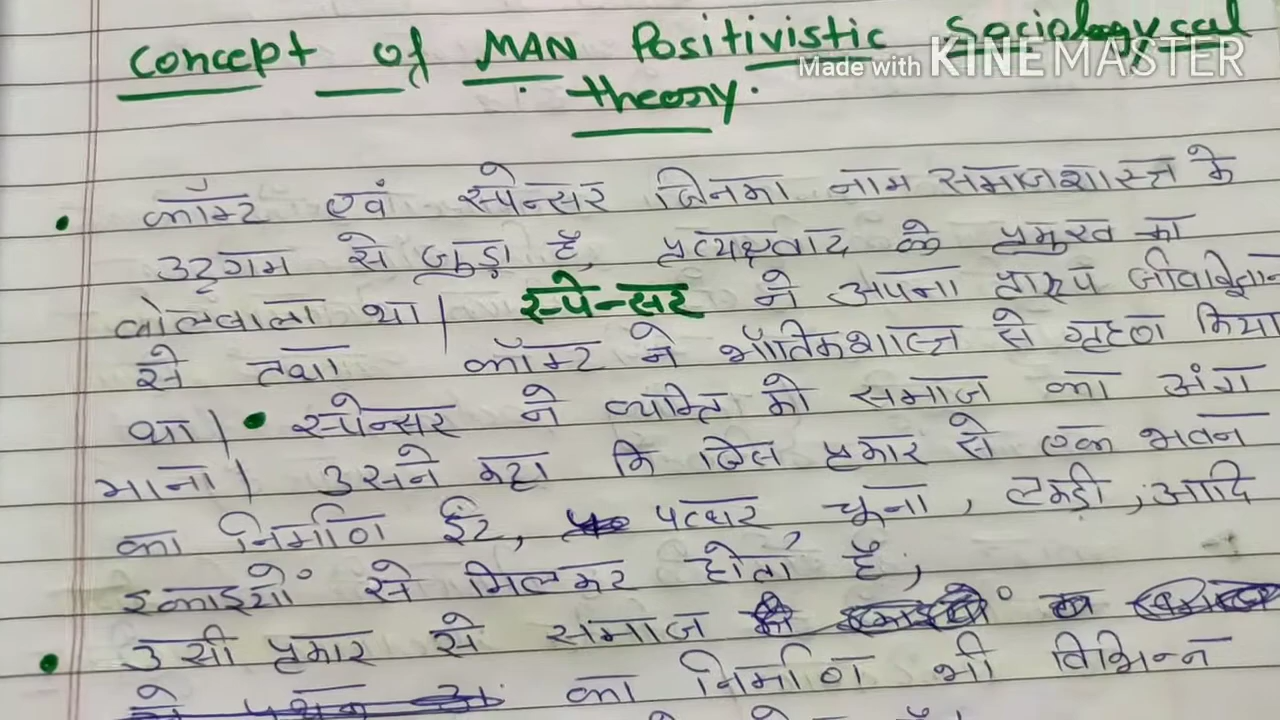 Concept of MAN Positivistic Sociologycal
Made with KINEMASTER
theory.
कॉम्ट एवं स्पेन्सर जिनका नाम समाजशास्त्र के
उद्गम से जुड़ा है, प्रत्यक्षवाद के प्रमुख का
बोलबाला था। स्पेन्सर ने अपना प्रारूप जीवविज्ञान
से तथा कॉम्ट ने भौतिकशास्त्र से ग्रहण किया
था। • स्पेन्सर ने व्यक्ति को समाज का अंग
माना। उसने कहा कि जिस प्रकार से एक भवन
का निर्माण ईंट, पत्थर, चूना, लकड़ी, आदि
इकाइयों से मिलकर होता है,
उसी प्रकार से समाज
का निर्माण भी विभिन्न